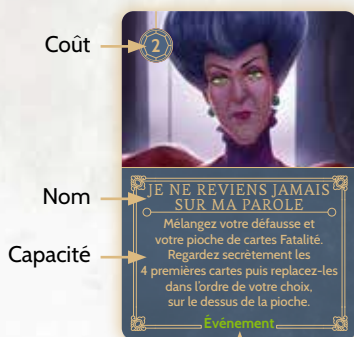 Coût
2
Nom
JE NE REVIENS JAMAIS
SUR MA PAROLE
Capacité
Mélangez votre défausse et
votre pioche de cartes Fatalité.
Regardez secrètement les
4 premières cartes puis replacez-les
dans l'ordre de votre choix,
sur le dessus de la pioche.
Événement